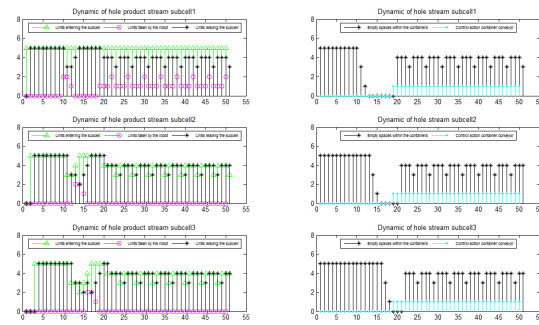 Dynamic of hole product stream subcell1
Units entering the subcell
Units taken by the robot
Units leaving the subcell
8
6
4
2
0
0 5 10 15 20 25 30 35 40 45 50 55
Dynamic of hole product stream subcell2
Units entering the subcell
Units taken by the robot
Units leaving the subcell
8
6
4
2
0
0 5 10 15 20 25 30 35 40 45 50 55
Dynamic of hole product stream subcell3
Units entering the subcell
Units taken by the robot
Units leaving the subcell
8
6
4
2
0
0 5 10 15 20 25 30 35 40 45 50 55
Dynamic of hole product stream subcell1
Empty spaces within the containers
Control action container conveyor
8
6
4
2
0
0 5 10 15 20 25 30 35 40 45 50 55
Dynamic of hole product stream subcell2
Empty spaces within the containers
Control action container conveyor
8
6
4
2
0
0 5 10 15 20 25 30 35 40 45 50 55
Dynamic of hole product stream subcell3
Empty spaces within the containers
Control action container conveyor
8
6
4
2
0
0 5 10 15 20 25 30 35 40 45 50 55